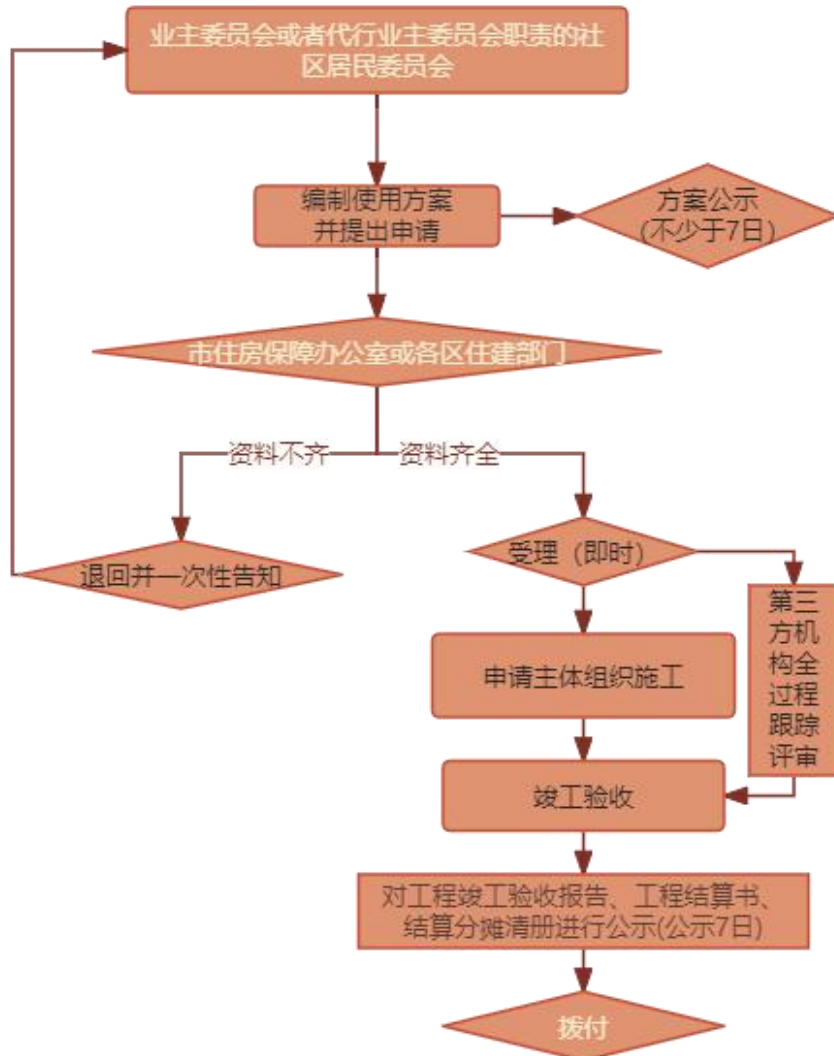 业主委员会或者代行业主委员会职责的社
区居民委员会
编制使用方案
并提出申请
方案公示
(不少于7日)
市住房保障办公室或各区住建部门
资料不齐
资料齐全
退回并一次性告知
受理（即时）
第三
方机
构全
过程
跟踪
评审
申请主体组织施工
竣工验收
对工程竣工验收报告、工程结算书、
结算分摊清册进行公示(公示7日)
拨付